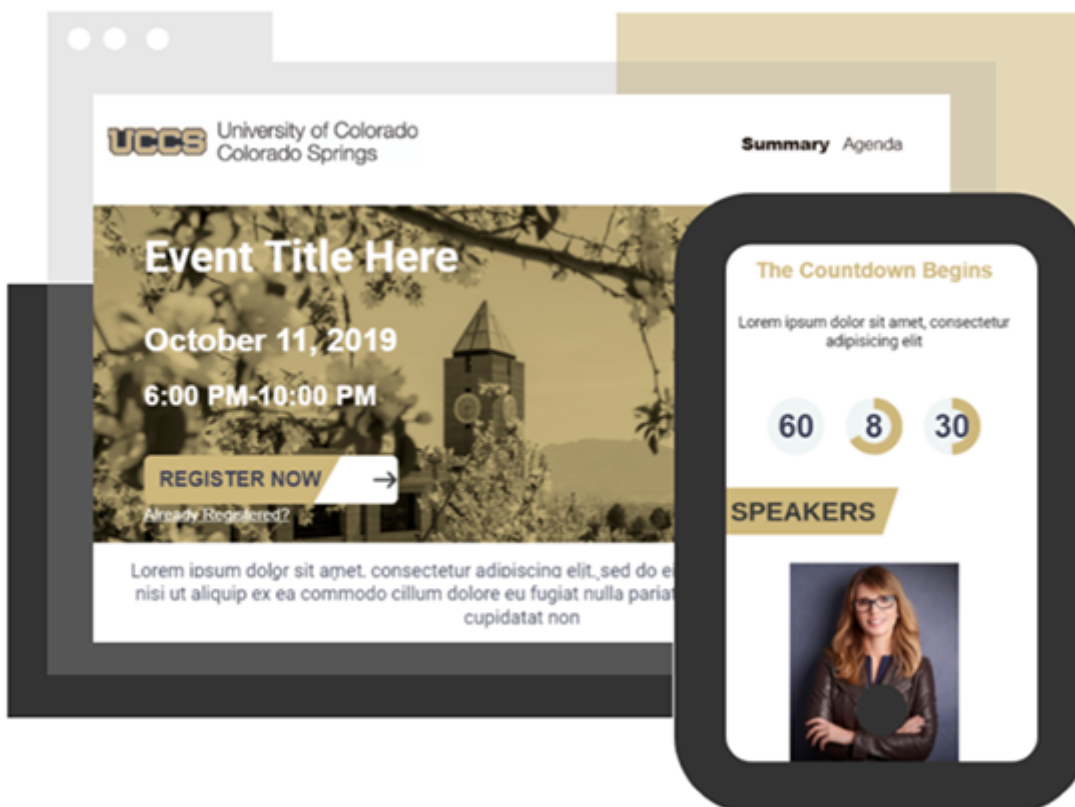 UCCS
University of Colorado
Colorado Springs
Summary Agenda
Event Title Here
October 11, 2019
6:00 PM-10:00 PM
REGISTER NOW
Already Registered?
Lorem ipsum dolor sit amet, consectetur adipiscing elit, sed do ei
nisi ut aliquip ex ea commodo cillum dolore eu fugiat nulla pariat
cupidatat non
The Countdown Begins
Lorem ipsum dolor sit amet, consectetur
adipisicing elit
60 8 30
SPEAKERS